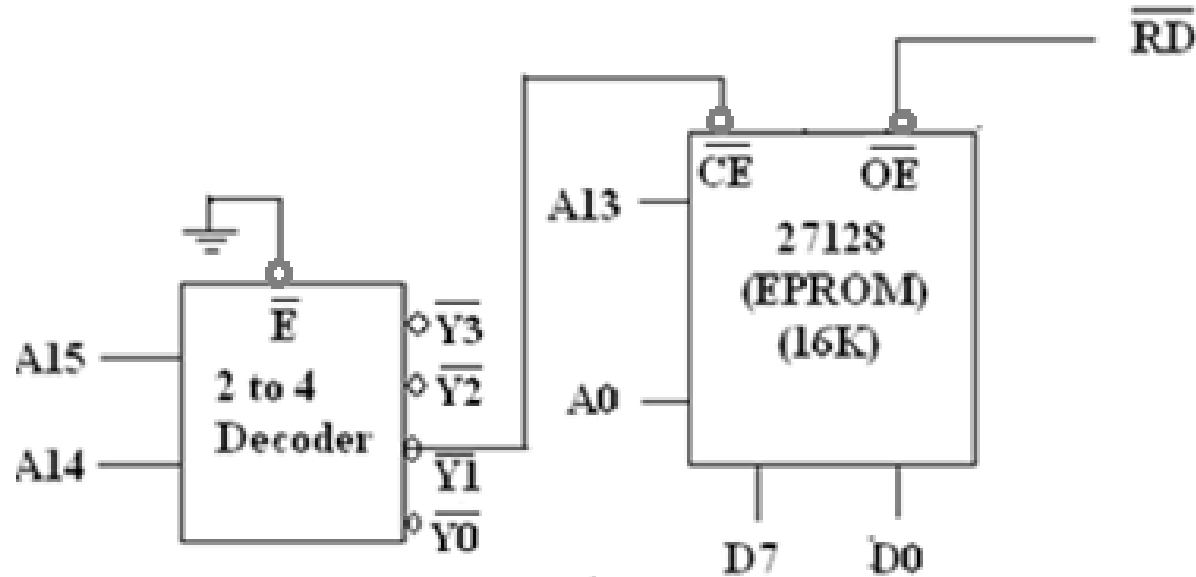 RD
CE
OE
A13
27128
(EPROM)
(16K)
A0
D7
D0
E
2 to 4
Decoder
A15
A14
Y3
Y2
Y1
Y0